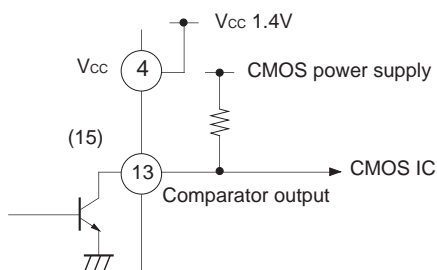 Vcc 1.4V
Vcc
4
CMOS power supply
(15)
13
CMOS IC
Comparator output